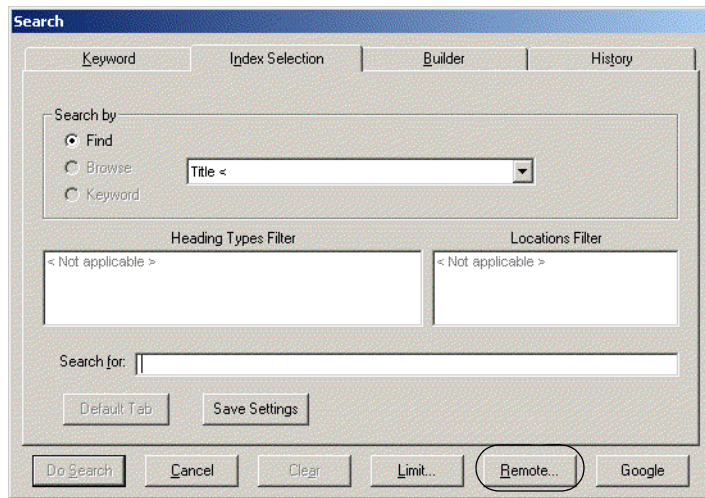 Search
Keyword Index Selection Builder History
Search by
Find
Browse
Title <
Keyword
Heading Types Filter Locations Filter
< Not applicable > < Not applicable >
Search for:
Default Tab Save Settings
Do Search Cancel Clear Limit... Remote... Google